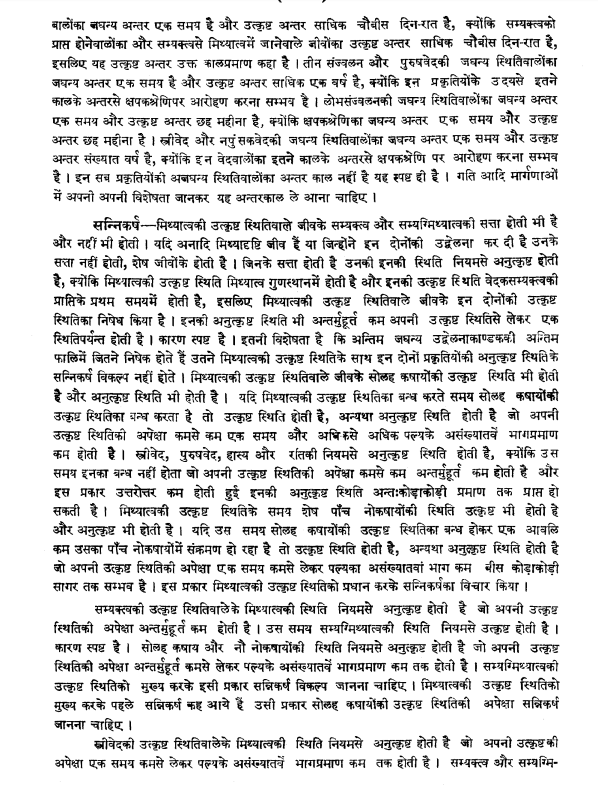 वालोंका जघन्य अन्तर एक समय है और उत्कृष्ट अन्तर साधिक चौबीस दिन-रात है, क्योंकि सम्यक्त्वको
प्राप्त होनेवालोंका और सम्यक्त्वसे मिथ्यात्वमें जानेवाले जीवोंका उत्कृष्ट अन्तर साधिक चौबीस दिन-रात है,
इसलिए यह उत्कृष्ट अन्तर उक्त कालप्रमाण कहा है। तीन संज्वलन और पुरुषवेदकी जघन्य स्थितिवालोंका
जघन्य अन्तर एक समय है और उत्कृष्ट अन्तर साधिक एक वर्ष है, क्योंकि इन प्रकृतियोंके उदयसे इतने
कालके अन्तरसे क्षपकश्रेणिपर आरोहण करना सम्भव है। लोभसंज्वलनकी जघन्य स्थितिवालोंका जघन्य अन्तर
एक समय और उत्कृष्ट अन्तर छह महीना है, क्योंकि क्षपकश्रेणिका जघन्य अन्तर एक समय और उत्कृष्ट
अन्तर छह महीना है। स्त्रीवेद और नपुंसकवेदकी जघन्य स्थितिवालोंका जघन्य अन्तर एक समय और उत्कृष्ट
अन्तर संख्यात वर्ष है, क्योंकि इन वेदवालोंका इतने कालके अन्तरसे क्षपकश्रेणि पर आरोहण करना सम्भव
है। इन सब प्रकृतियोंकी अजघन्य स्थितिवालोंका अन्तर काल नहीं है यह स्पष्ट ही है। गति आदि मार्गणाओं
में अपनी अपनी विशेषता जानकर यह अन्तरकाल ले आना चाहिए।
सन्निकर्ष—मिथ्यात्वकी उत्कृष्ट स्थितिवाले जीवके सम्यक्त्व और सम्यग्मिथ्यात्वकी सत्ता होती भी है
और नहीं भी होती। यदि अनादि मिथ्यादृष्टि जीव हैं या जिन्होंने इन दोनोंकी उद्वेलना कर दी है उनके
सत्ता नहीं होती, शेष जीवोंके होती है। जिनके सत्ता होती है उनकी इनकी स्थिति नियमसे अनुत्कृष्ट होती
है, क्योंकि मिथ्यात्वकी उत्कृष्ट स्थिति मिथ्यात्व गुणस्थानमें होती है और इनकी उत्कृष्ट स्थिति वेदकसम्यक्त्वकी
प्राप्तिके प्रथम समयमें होती है, इसलिए मिथ्यात्वकी उत्कृष्ट स्थितिवाले जीवके इन दोनोंकी उत्कृष्ट
स्थितिका निषेध किया है। इनकी अनुत्कृष्ट स्थिति भी अन्तर्मुहूर्त कम अपनी उत्कृष्ट स्थितिसे लेकर एक
स्थितिपर्यन्त होती है। कारण स्पष्ट है। इतनी विशेषता है कि अन्तिम जघन्य उद्वेलनाकाण्डककी अन्तिम
फालिमें जितने निषेक होते हैं उतने मिथ्यात्वकी उत्कृष्ट स्थितिके साथ इन दोनों प्रकृतियोंकी अनुत्कृष्ट स्थितिके
सन्निकर्ष विकल्प नहीं होते। मिथ्यात्वकी उत्कृष्ट स्थितिवाले जीवके सोलह कषायोंकी उत्कृष्ट स्थिति भी होती
है और अनुत्कृष्ट स्थिति भी होती है। यदि मिथ्यात्वकी उत्कृष्ट स्थितिका बन्ध करते समय सोलह कषायोंकी
उत्कृष्ट स्थितिका बन्ध करता है तो उत्कृष्ट स्थिति होती है, अन्यथा अनुत्कृष्ट स्थिति होती है जो अपनी
उत्कृष्ट स्थितिकी अपेक्षा कमसे कम एक समय और अधिकसे अधिक पल्यके असंख्यातवें भागप्रमाण
कम होती है। स्त्रीवेद, पुरुषवेद, हास्य और रतिकी नियमसे अनुत्कृष्ट स्थिति होती है, क्योंकि उस
समय इनका बन्ध नहीं होता जो अपनी उत्कृष्ट स्थितिकी अपेक्षा कमसे कम अन्तर्मुहूर्त कम होती है और
इस प्रकार उत्तरोत्तर कम होती हुई इनकी अनुत्कृष्ट स्थिति अन्तःकोड़ाकोड़ी प्रमाण तक प्राप्त हो
सकती है। मिथ्यात्वकी उत्कृष्ट स्थितिके समय शेष पाँच नोकषायोंकी स्थिति उत्कृष्ट भी होती है
और अनुत्कृष्ट भी होती है। यदि उस समय सोलह कषायोंकी उत्कृष्ट स्थितिका बन्ध होकर एक आवलि
कम उसका पाँच नोकषायोंमें संक्रमण हो रहा है तो उत्कृष्ट स्थिति होती है, अन्यथा अनुत्कृष्ट स्थिति होती है
जो अपनी उत्कृष्ट स्थितिकी अपेक्षा एक समय कमसे लेकर पल्यका असंख्यातवां भाग कम बीस कोड़ाकोड़ी
सागर तक सम्भव है। इस प्रकार मिथ्यात्वकी उत्कृष्ट स्थितिको प्रधान करके सन्निकर्षका विचार किया।
सम्यक्त्वकी उत्कृष्ट स्थितिवालेके मिथ्यात्वकी स्थिति नियमसे अनुत्कृष्ट होती है जो अपनी उत्कृष्ट
स्थितिकी अपेक्षा अन्तर्मुहूर्त कम होती है। उस समय सम्यग्मिथ्यात्वकी स्थिति नियमसे उत्कृष्ट होती है।
कारण स्पष्ट है। सोलह कषाय और नौ नोकषायोंकी स्थिति नियमसे अनुत्कृष्ट होती है जो अपनी उत्कृष्ट
स्थितिकी अपेक्षा अन्तर्मुहूर्त कमसे लेकर पल्यके असंख्यातवें भागप्रमाण कम तक होती है। सम्यग्मिथ्यात्वकी
उत्कृष्ट स्थितिको मुख्य करके इसी प्रकार सन्निकर्ष विकल्प जानना चाहिए। मिथ्यात्वकी उत्कृष्ट स्थितिको
मुख्य करके पहले सन्निकर्ष कह आये हैं उसी प्रकार सोलह कषायोंकी उत्कृष्ट स्थितिकी अपेक्षा सन्निकर्ष
जानना चाहिए।
स्त्रीवेदकी उत्कृष्ट स्थितिवालेके मिथ्यात्वकी स्थिति नियमसे अनुत्कृष्ट होती है जो अपनी उत्कृष्टकी
अपेक्षा एक समय कमसे लेकर पल्यके असंख्यातवें भागप्रमाण कम तक होती है। सम्यक्त्व और सम्यग्मि-